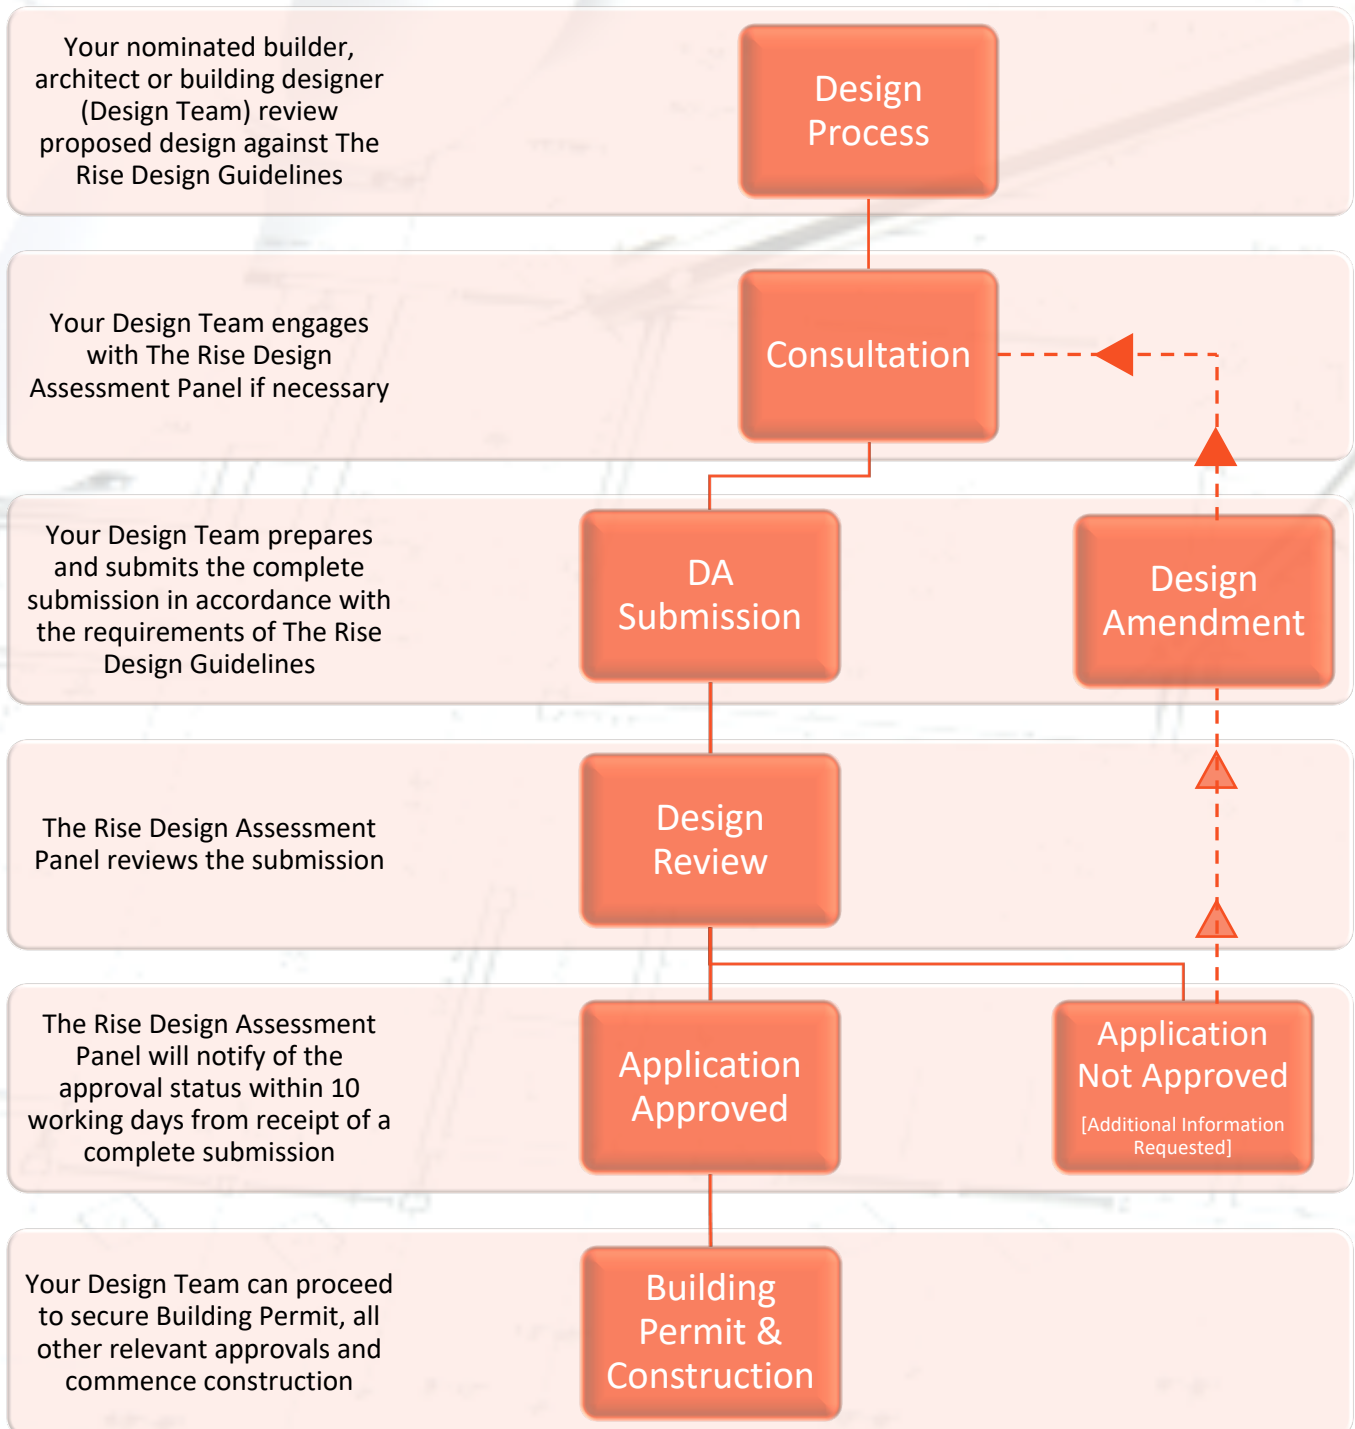 Your nominated builder,
architect or building designer
(Design Team) review
proposed design against The
Rise Design Guidelines
Design
Process
Your Design Team engages
with The Rise Design
Assessment Panel if necessary
Consultation
Your Design Team prepares
and submits the complete
submission in accordance with
the requirements of The Rise
Design Guidelines
DA
Submission
Design
Amendment
The Rise Design Assessment
Panel reviews the submission
Design
Review
The Rise Design Assessment
Panel will notify of the
approval status within 10
working days from receipt of a
complete submission
Application
Approved
Application
Not Approved
[Additional Information
Requested]
Your Design Team can proceed
to secure Building Permit, all
other relevant approvals and
commence construction
Building
Permit &
Construction